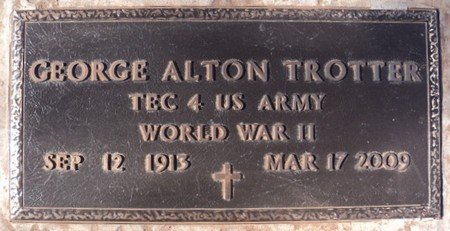 GEORGE ALTON TROTTER
TEC 4 US ARMY
WORLD WAR II
SEP 12 1913 MAR 17 2009